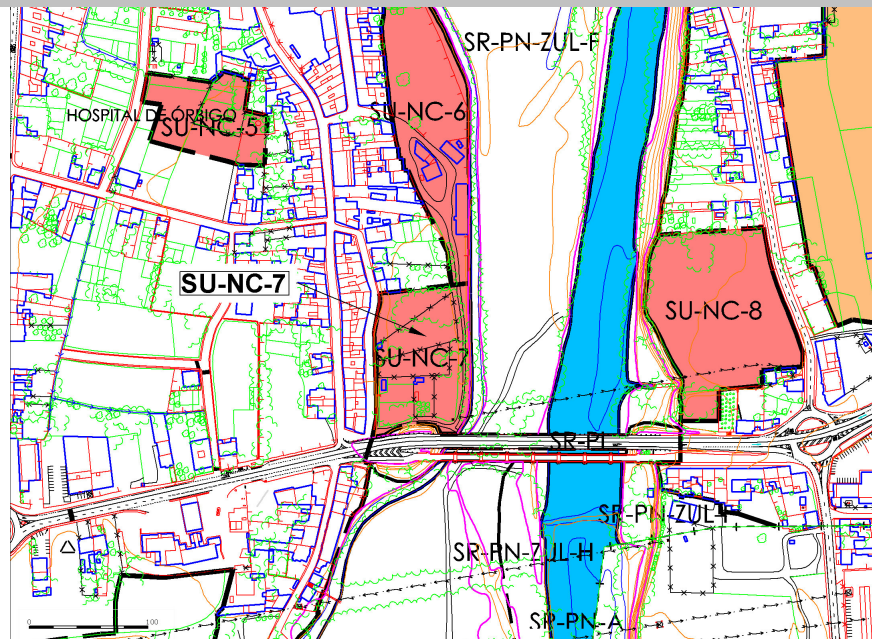 SR-PN-ZUL-F
HOSPITAL DE ÓRBIGO
SU-NC-5
SU-NC-6
SU-NC-7
SU-NC-8
SU-NC-7
SR-PI
SR-PN-ZUL-
SR-PN-ZUL-H
SR-PN-A
0 100